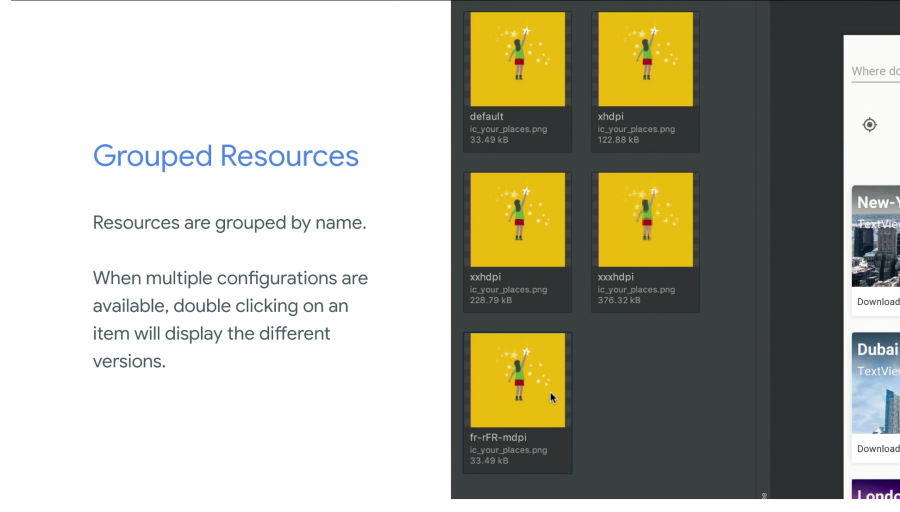 Grouped Resources
Resources are grouped by name.
When multiple configurations are
available, double clicking on an
item will display the different
versions.
default
ic_your_places.png
33.49 kB
xhdpi
ic_your_places.png
122.88 kB
xxhdpi
ic_your_places.png
228.79 kB
xxxhdpi
ic_your_places.png
376.32 kB
fr-rFR-mdpi
ic_your_places.png
33.49 kB
Where do
New-Y
TextVie
Download
Dubai
TextVie
Download
Londo